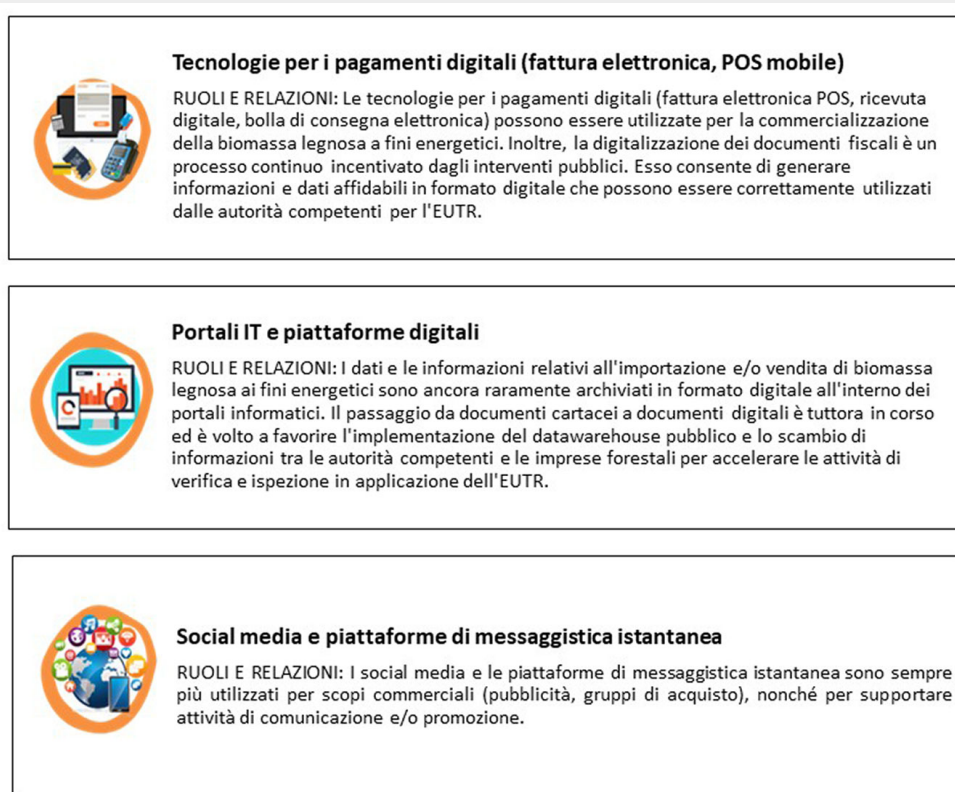 Tecnologie per i pagamenti digitali (fattura elettronica, POS mobile)
RUOLI E RELAZIONI: Le tecnologie per i pagamenti digitali (fattura elettronica POS, ricevuta
digitale, bolla di consegna elettronica) possono essere utilizzate per la commercializzazione
della biomassa legnosa a fini energetici. Inoltre, la digitalizzazione dei documenti fiscali è un
processo continuo incentivato dagli interventi pubblici. Esso consente di generare
informazioni e dati affidabili in formato digitale che possono essere correttamente utilizzati
dalle autorità competenti per l'EUTR.
Portali IT e piattaforme digitali
RUOLI E RELAZIONI: I dati e le informazioni relativi all'importazione e/o vendita di biomassa
legnosa ai fini energetici sono ancora raramente archiviati in formato digitale all'interno dei
portali informatici. Il passaggio da documenti cartacei a documenti digitali è tuttora in corso
ed è volto a favorire l'implementazione del datawarehouse pubblico e lo scambio di
informazioni tra le autorità competenti e le imprese forestali per accelerare le attività di
verifica e ispezione in applicazione dell'EUTR.
Social media e piattaforme di messaggistica istantanea
RUOLI E RELAZIONI: I social media e le piattaforme di messaggistica istantanea sono sempre
più utilizzati per scopi commerciali (pubblicità, gruppi di acquisto), nonché per supportare
attività di comunicazione e/o promozione.